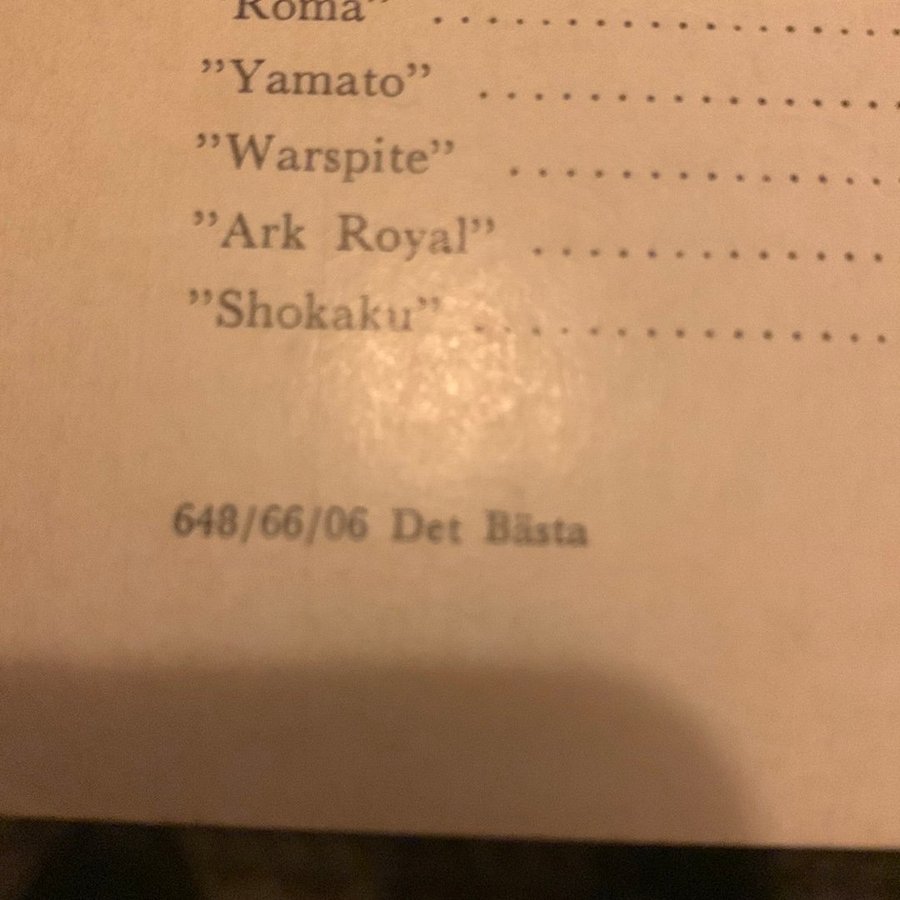 ”Roma” ..................
”Yamato” ................
”Warspite” ..............
”Ark Royal” .............
”Shokaku” ...............
648/66/06 Det Bästa